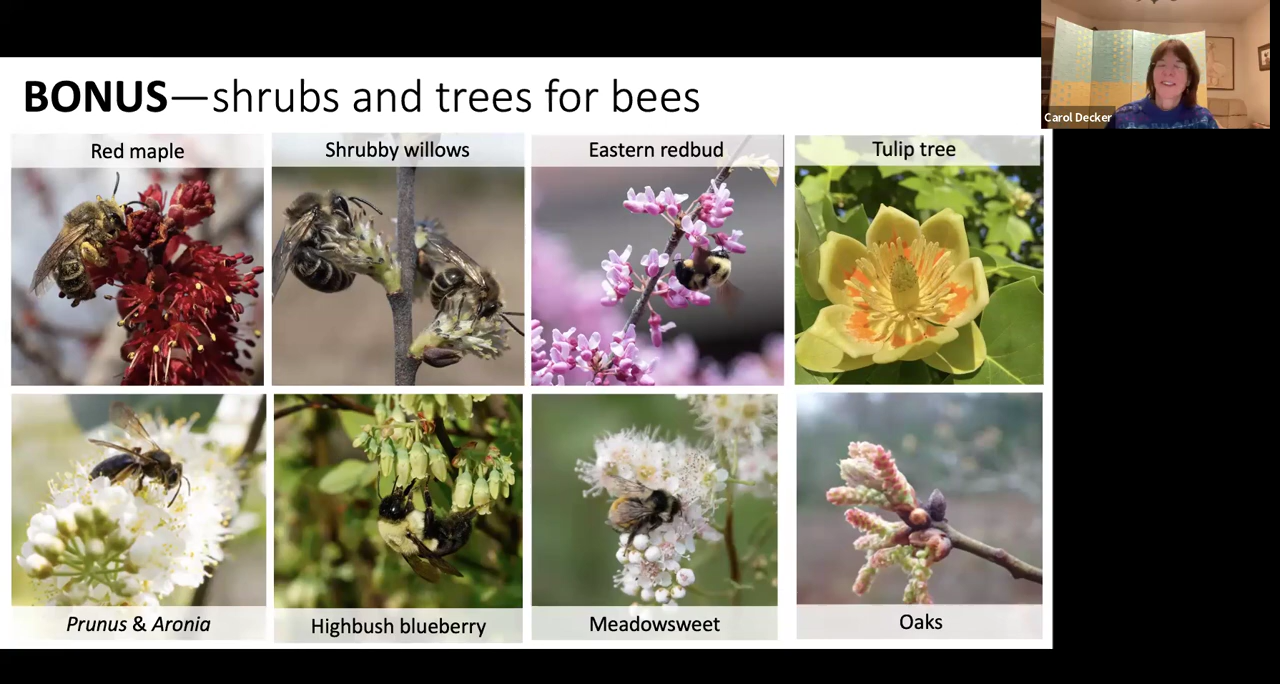 BONUS—shrubs and trees for bees
Carol Decker
Red maple
Shrubby willows
Eastern redbud
Tulip tree
Prunus & Aronia
Highbush blueberry
Meadowsweet
Oaks